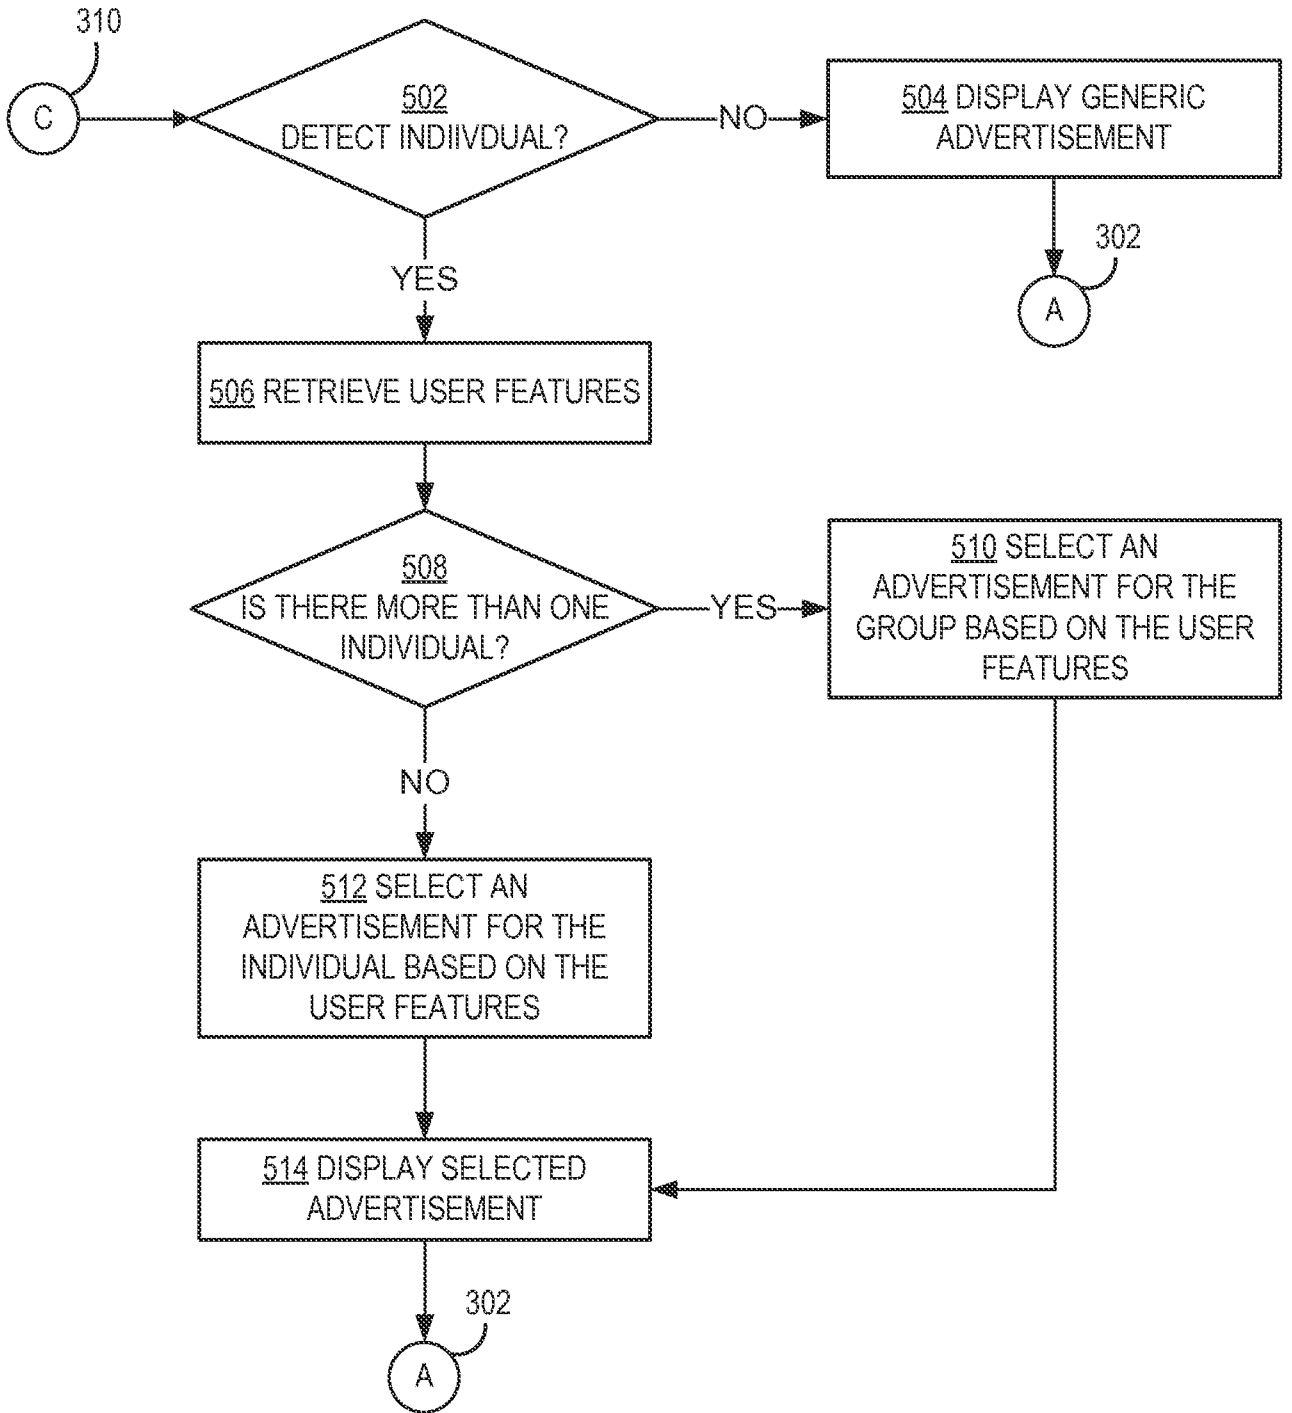 310
C
502
DETECT INDIIVDUAL?
NO
504 DISPLAY GENERIC
ADVERTISEMENT
302
A
YES
506 RETRIEVE USER FEATURES
508
IS THERE MORE THAN ONE
INDIVIDUAL?
YES
510 SELECT AN
ADVERTISEMENT FOR THE
GROUP BASED ON THE USER
FEATURES
NO
512 SELECT AN
ADVERTISEMENT FOR THE
INDIVIDUAL BASED ON THE
USER FEATURES
514 DISPLAY SELECTED
ADVERTISEMENT
302
A